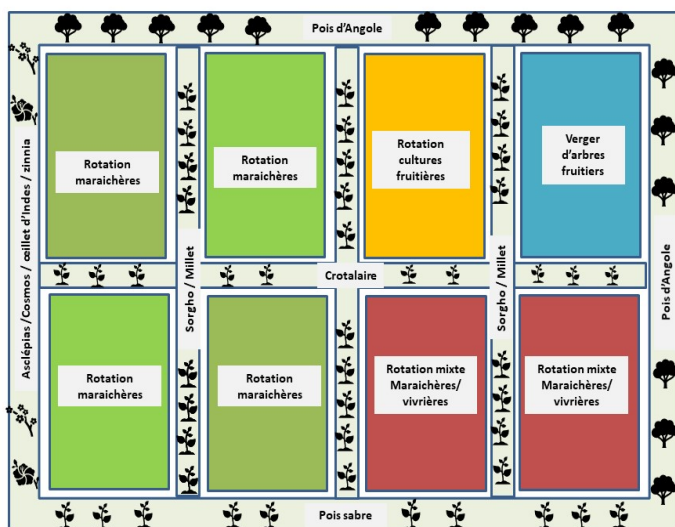 Pois d'Angole
Asclépias /Cosmos / œillet d'Indes / zinnia
Rotation
maraichères
Rotation
maraichères
Rotation
cultures
fruitières
Verger
d'arbres
fruitiers
Sorgho / Millet
Crotalaire
Sorgho / Millet
Pois d'Angole
Rotation
maraichères
Rotation
maraichères
Rotation mixte
Maraichères/
vivrières
Rotation mixte
Maraichères/
vivrières
Pois sabre